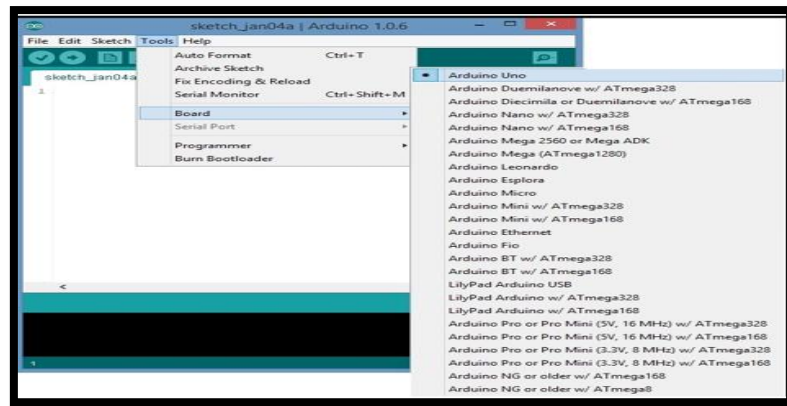 sketch_jan04a | Arduino 1.0.6
File Edit Sketch Tools Help
sketch_jan04a
1
Auto Format Ctrl+T
Archive Sketch
Fix Encoding & Reload
Serial Monitor Ctrl+Shift+M
Board
Serial Port
Programmer
Burn Bootloader
Arduino Uno
Arduino Duemilanove w/ ATmega328
Arduino Diecimila or Duemilanove w/ ATmega168
Arduino Nano w/ ATmega328
Arduino Nano w/ ATmega168
Arduino Mega 2560 or Mega ADK
Arduino Mega (ATmega1280)
Arduino Leonardo
Arduino Esplora
Arduino Micro
Arduino Mini w/ ATmega328
Arduino Mini w/ ATmega168
Arduino Ethernet
Arduino Fio
Arduino BT w/ ATmega328
Arduino BT w/ ATmega168
LilyPad Arduino USB
LilyPad Arduino w/ ATmega328
LilyPad Arduino w/ ATmega168
Arduino Pro or Pro Mini (5V, 16 MHz) w/ ATmega328
Arduino Pro or Pro Mini (5V, 16 MHz) w/ ATmega168
Arduino Pro or Pro Mini (3.3V, 8 MHz) w/ ATmega328
Arduino Pro or Pro Mini (3.3V, 8 MHz) w/ ATmega168
Arduino NG or older w/ ATmega168
Arduino NG or older w/ ATmega8
1